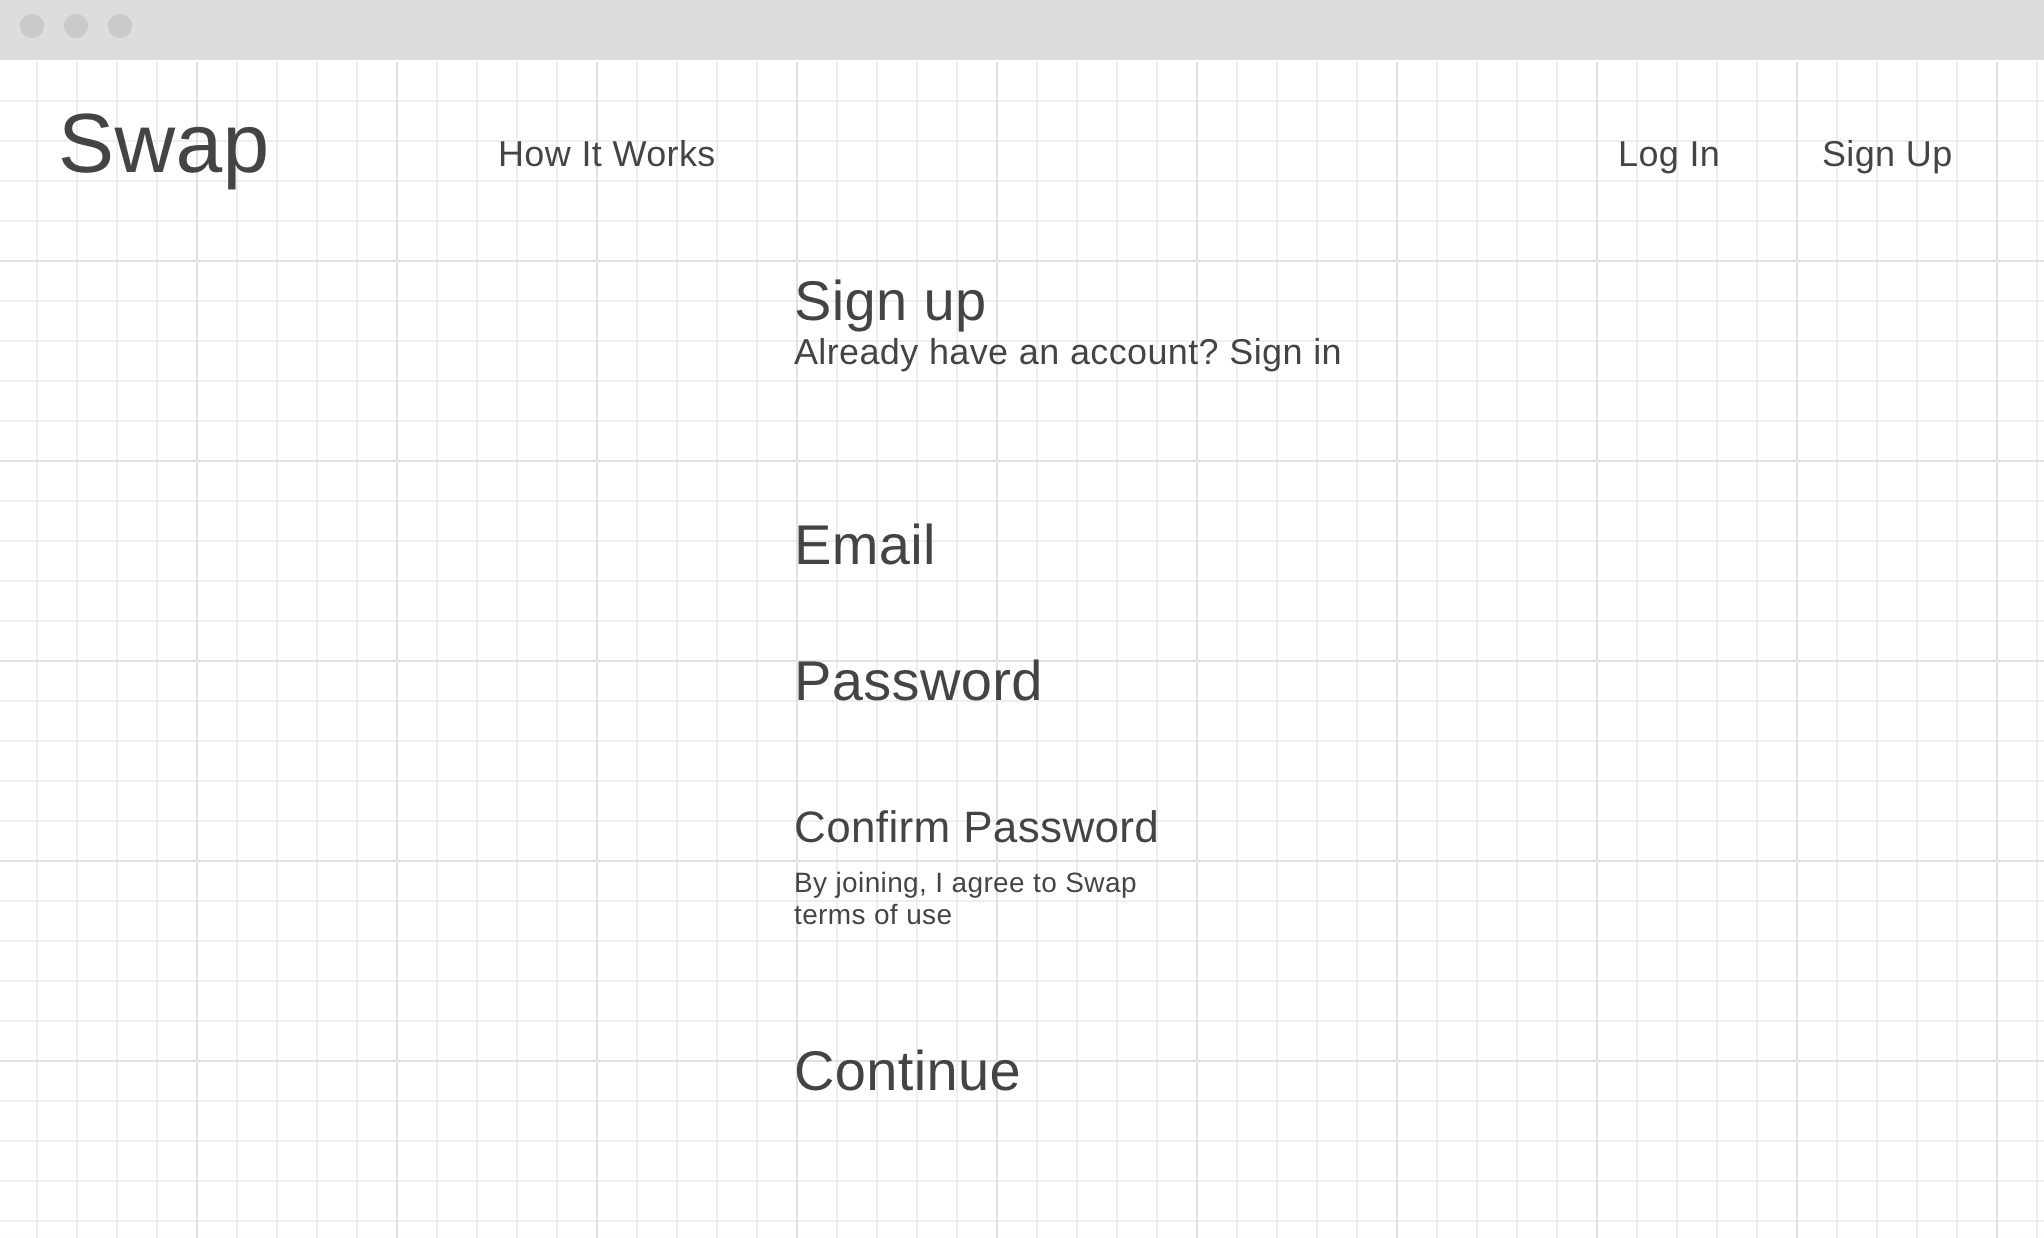 Swap
How It Works
Log In
Sign Up
Sign up
Already have an account? Sign in
Email
Password
Confirm Password
By joining, I agree to Swap
terms of use
Continue